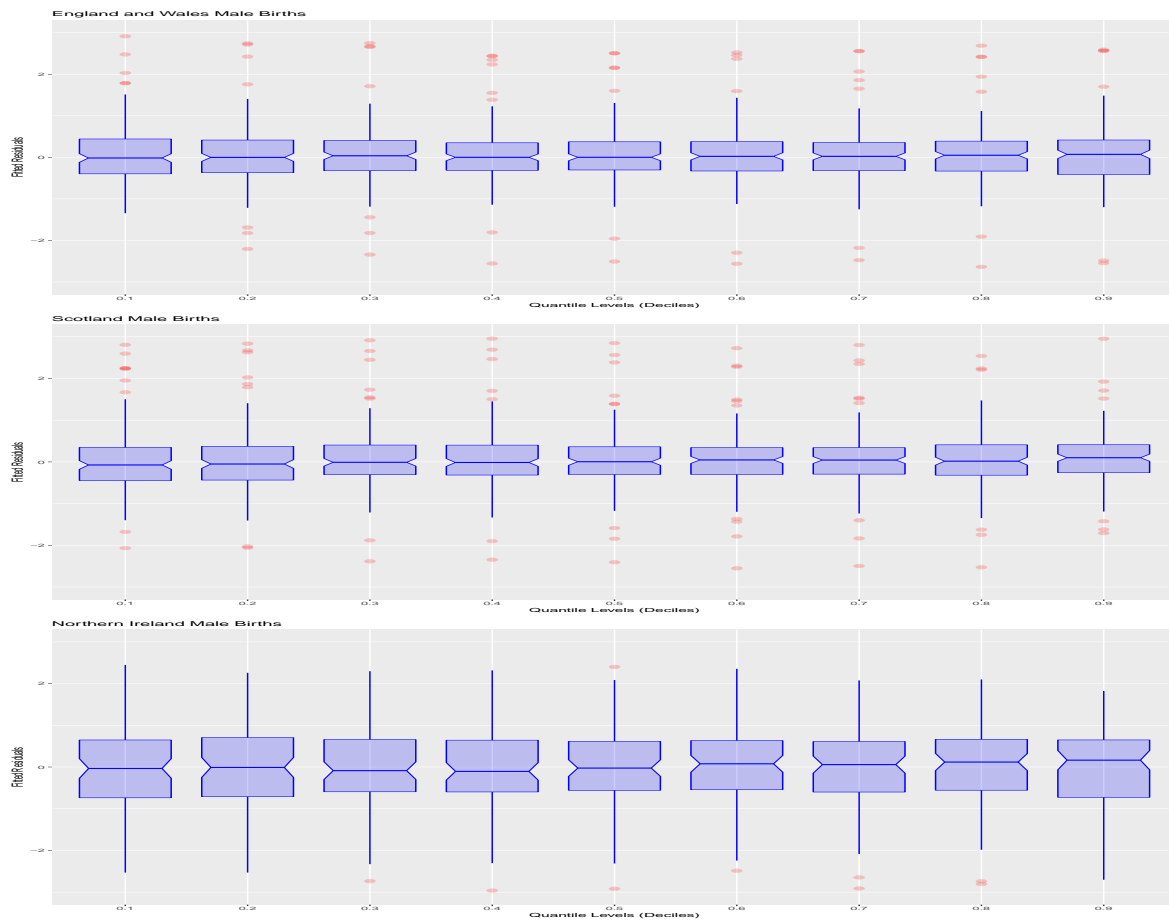 England and Wales Male Births
2
0
−2
Fitted Residuals
0.1 0.2 0.3 0.4 0.5 0.6 0.7 0.8 0.9
Quantile Levels (Deciles)
Scotland Male Births
2
0
−2
Fitted Residuals
0.1 0.2 0.3 0.4 0.5 0.6 0.7 0.8 0.9
Quantile Levels (Deciles)
Northern Ireland Male Births
2
0
−2
Fitted Residuals
0.1 0.2 0.3 0.4 0.5 0.6 0.7 0.8 0.9
Quantile Levels (Deciles)